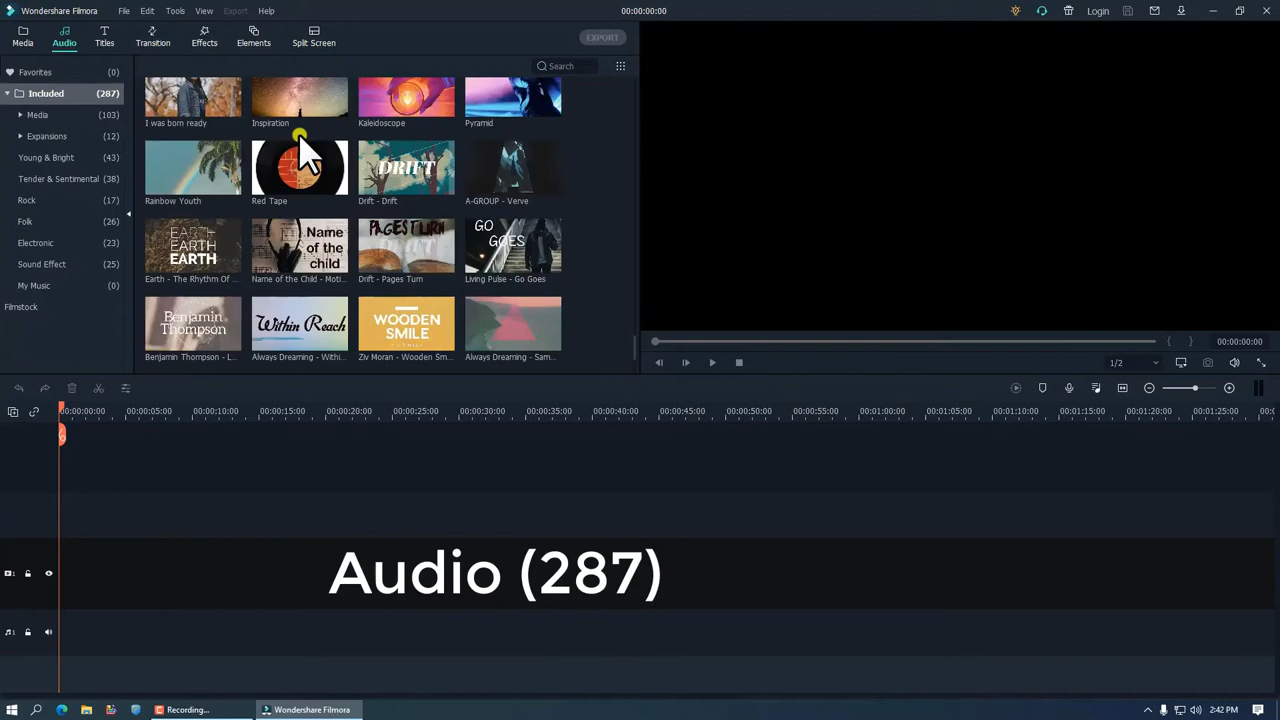 Wondershare Filmora File Edit Tools View Export Help 00:00:00:00 Login
Media Audio Titles Transition Effects Elements Split Screen EXPORT
Favorites (0)
Search
Included (287)
Media (103)
Expansions (12)
Young & Bright (43)
Tender & Sentimental (38)
Rock (17)
Folk (26)
Electronic (23)
Sound Effect (25)
My Music (0)
Filmstock
I was born ready Inspiration Kaleidoscope Pyramid
DRIFT
Rainbow Youth Red Tape Drift - Drift A-GROUP - Verve
EARTH
EARTH
EARTH
Name
of the
child
PAGES TURN
GO
GOES
Earth - The Rhythm Of ... Name of the Child - Moti... Drift - Pages Turn Living Pulse - Go Goes
Benjamin
Thompson
Within Reach
WOODEN
SMILE
Benjamin Thompson - L... Always Dreaming - Withi... Ziv Moran - Wooden Sm... Always Dreaming - Sam...
1/2 00:00:00:00
00:00:00:00 00:00:05:00 00:00:10:00 00:00:15:00 00:00:20:00 00:00:25:00 00:00:30:00 00:00:35:00 00:00:40:00 00:00:45:00 00:00:50:00 00:00:55:00 00:01:00:00 00:01:05:00 00:01:10:00 00:01:15:00 00:01:20:00 00:01:25:00
Audio (287)
1
1
Recording... Wondershare Filmora 2:42 PM